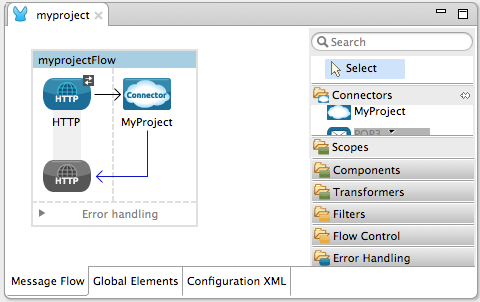 myproject
myprojectFlow
HTTP
Connector
HTTP
MyProject
HTTP
Error handling
Search
Select
Connectors
MyProject
POP3
Scopes
Components
Transformers
Filters
Flow Control
Error Handling
Message Flow
Global Elements
Configuration XML